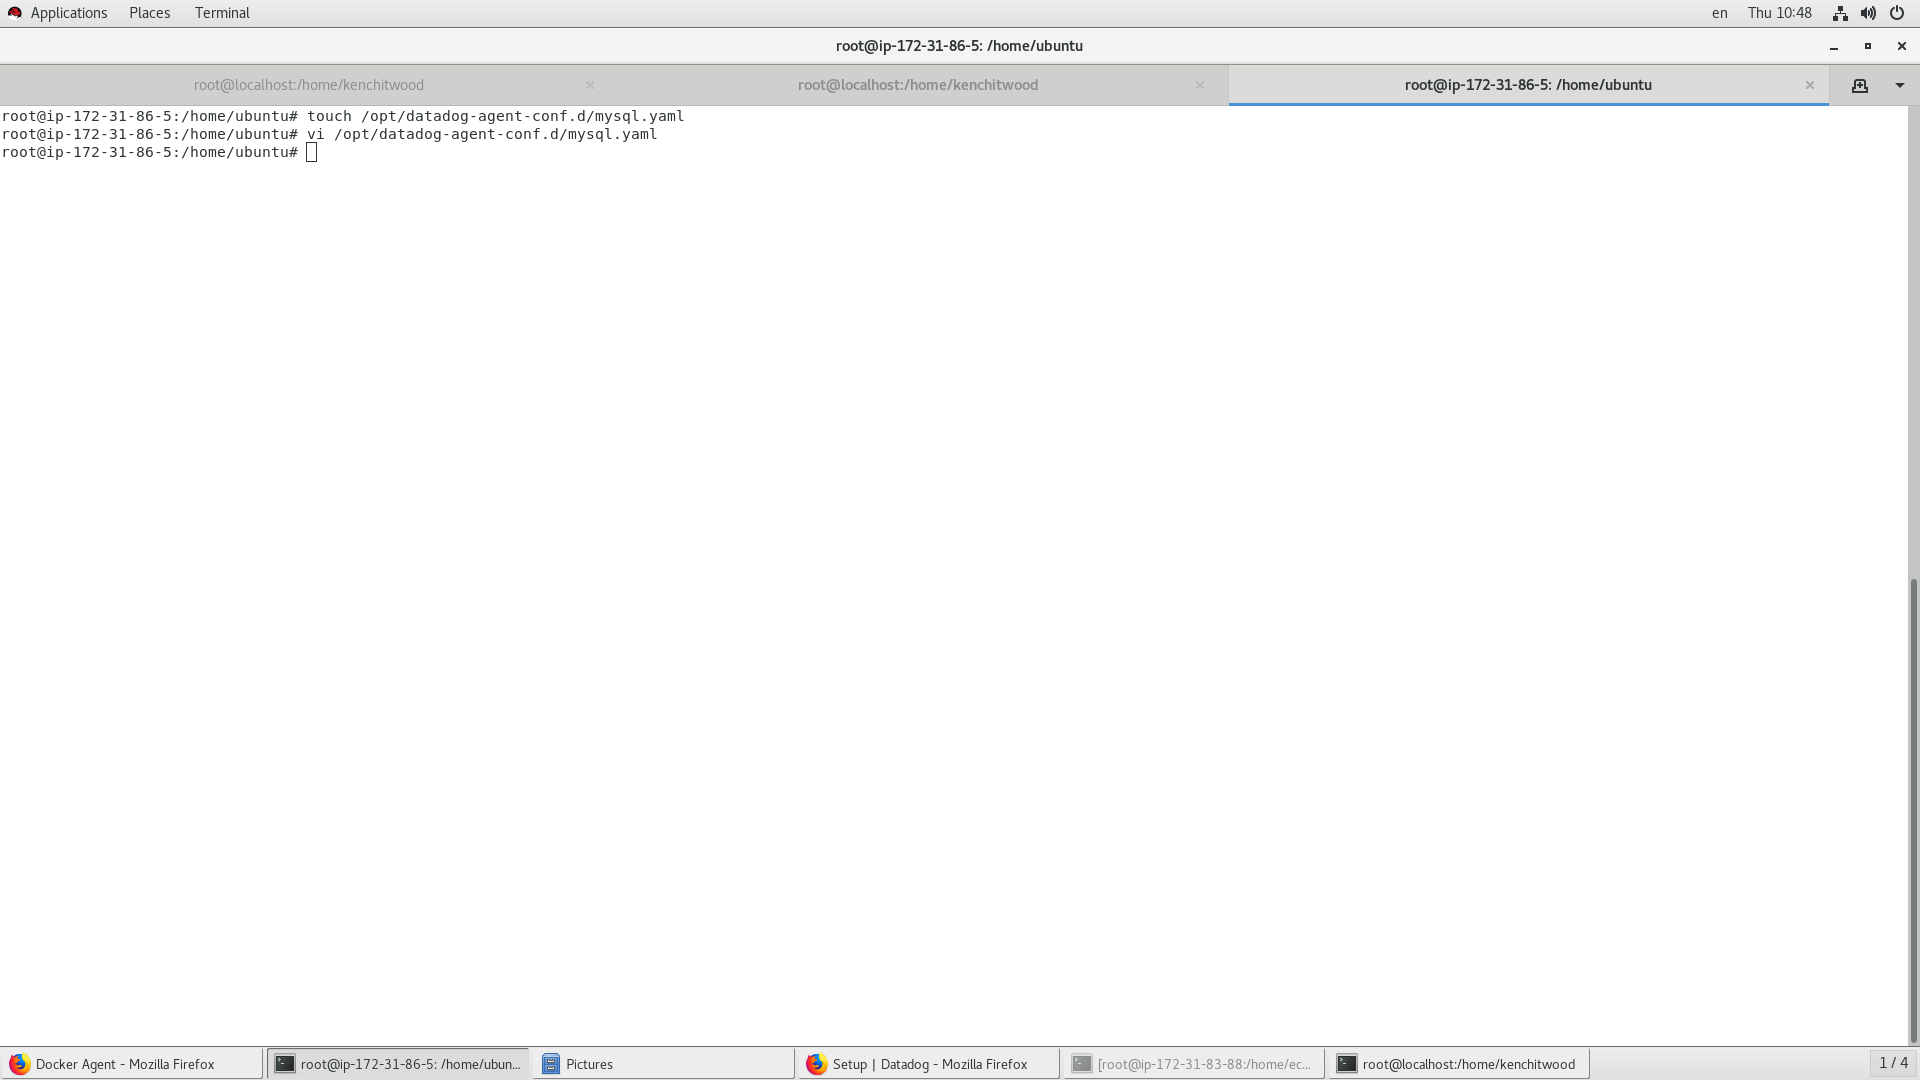 Applications Places Terminal en Thu 10:48
root@ip-172-31-86-5: /home/ubuntu
root@localhost:/home/kenchitwood × root@localhost:/home/kenchitwood × root@ip-172-31-86-5: /home/ubuntu ×
root@ip-172-31-86-5:/home/ubuntu# touch /opt/datadog-agent-conf.d/mysql.yaml
root@ip-172-31-86-5:/home/ubuntu# vi /opt/datadog-agent-conf.d/mysql.yaml
root@ip-172-31-86-5:/home/ubuntu#
Docker Agent - Mozilla Firefox root@ip-172-31-86-5: /home/ubun... Pictures Setup | Datadog - Mozilla Firefox [root@ip-172-31-83-88:/home/ec... root@localhost:/home/kenchitwood 1 / 4